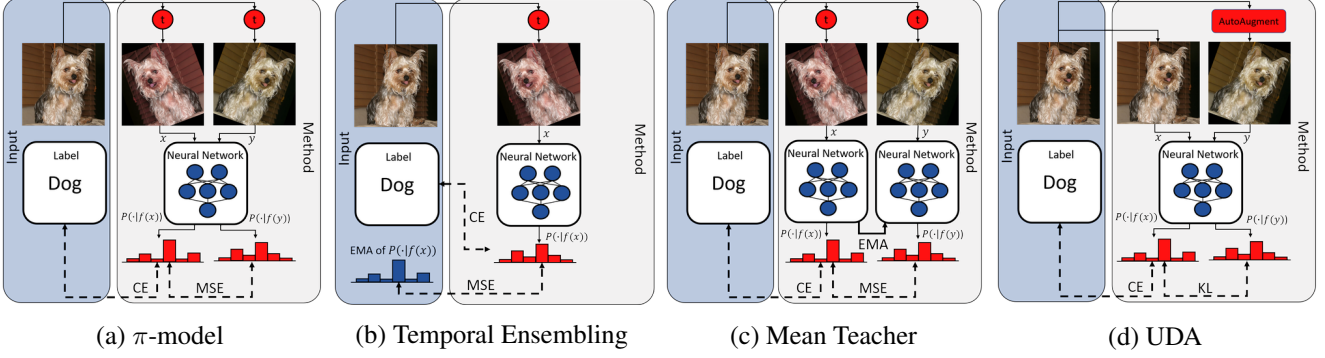 t
t
x
y
Input
Method
Label
Dog
Neural Network
P(·|f(x))
P(·|f(y))
CE
MSE
(a) π-model
t
x
Input
Method
Label
Dog
Neural Network
CE
P(·|f(x))
EMA of P(·|f(x))
MSE
(b) Temporal Ensembling
t
t
x
y
Input
Method
Label
Dog
Neural Network
Neural Network
P(·|f(x))
EMA
P(·|f(y))
CE
MSE
(c) Mean Teacher
AutoAugment
x
y
Input
Method
Label
Dog
Neural Network
P(·|f(x))
P(·|f(y))
CE
KL
(d) UDA